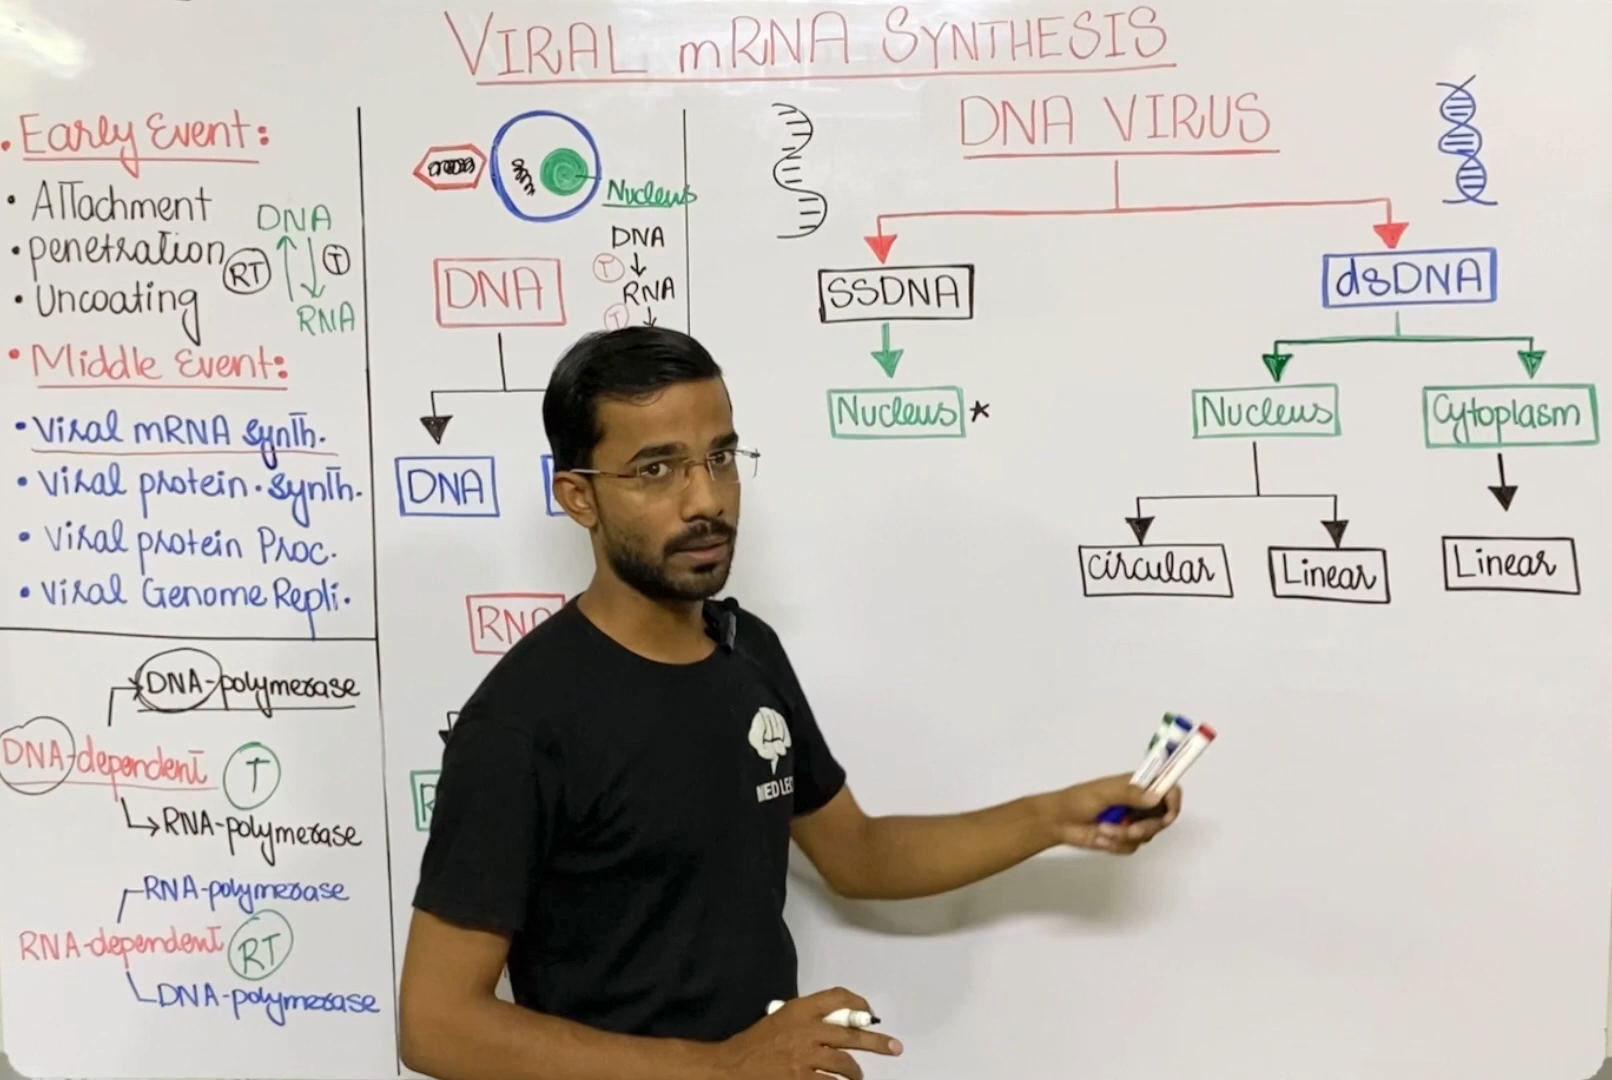 VIRAL mRNA SYNTHESIS
• Early Event:
• Attachment
• penetration
• Uncoating
DNA
RT
T
RNA
• Middle Event:
• Viral mRNA synth.
• Viral protein synth.
• Viral protein Proc.
• Viral Genome Repli.
DNA-polymerase
DNA-dependent T
RNA-polymerase
RNA-polymerase
RNA-dependent RT
DNA-polymerase
Nucleus
DNA
T
RNA
T
DNA
DNA
MED LE
DNA VIRUS
SSDNA
dsDNA
Nucleus *
Nucleus
Cytoplasm
circular
Linear
Linear